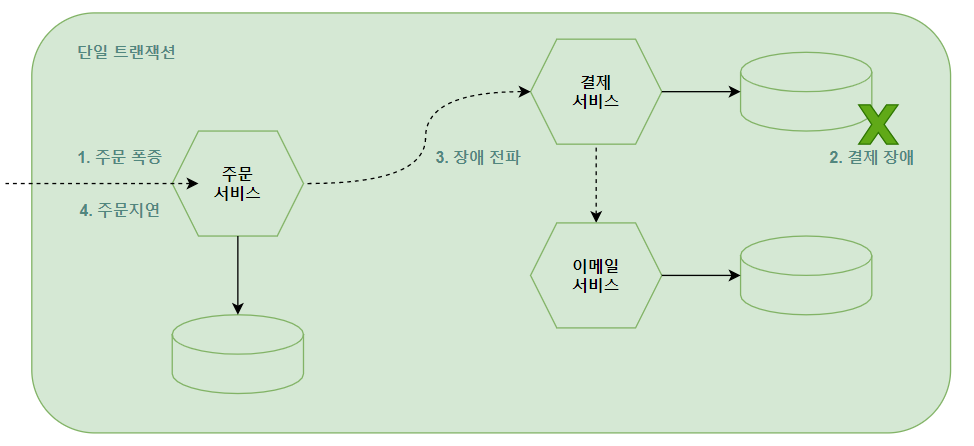 단일 트랜잭션
결제
서비스
1. 주문 폭증
3. 장애 전파
2. 결제 장애
주문
서비스
4. 주문지연
이메일
서비스